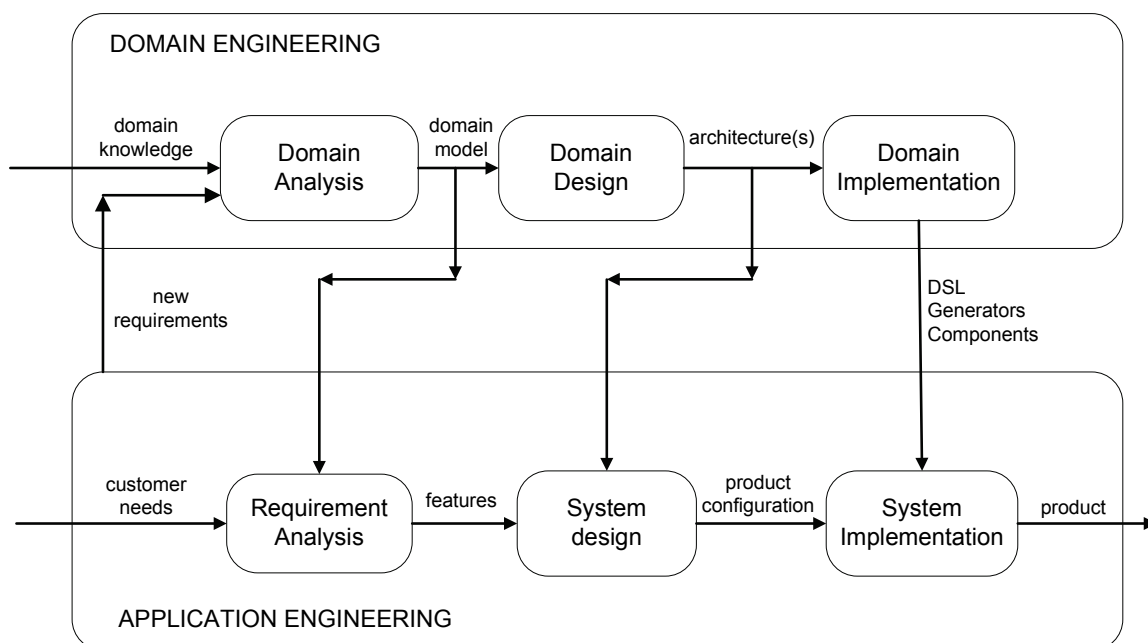 DOMAIN ENGINEERING
domain
knowledge
Domain
Analysis
domain
model
Domain
Design
architecture(s)
Domain
Implementation
new
requirements
DSL
Generators
Components
customer
needs
Requirement
Analysis
features
System
design
product
configuration
System
Implementation
product
APPLICATION ENGINEERING